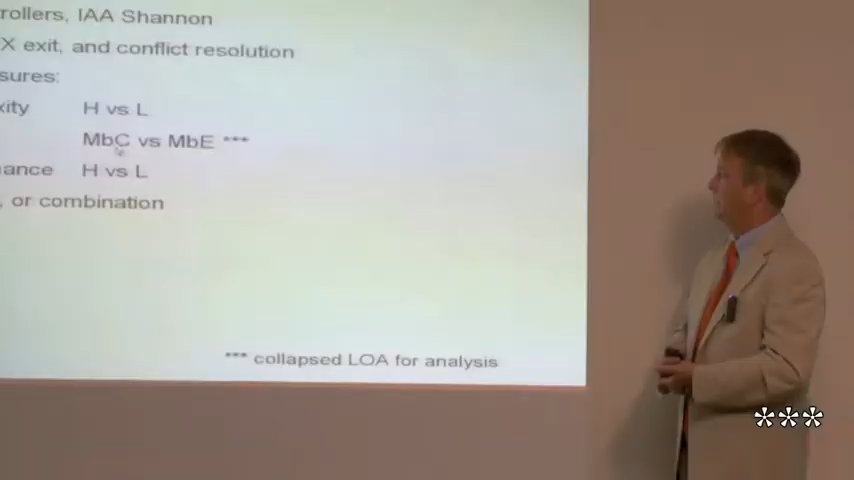 rollers, IAA Shannon
X exit, and conflict resolution
sures:
xity H vs L
MbC vs MbE ***
ance H vs L
, or combination
*** collapsed LOA for analysis
***